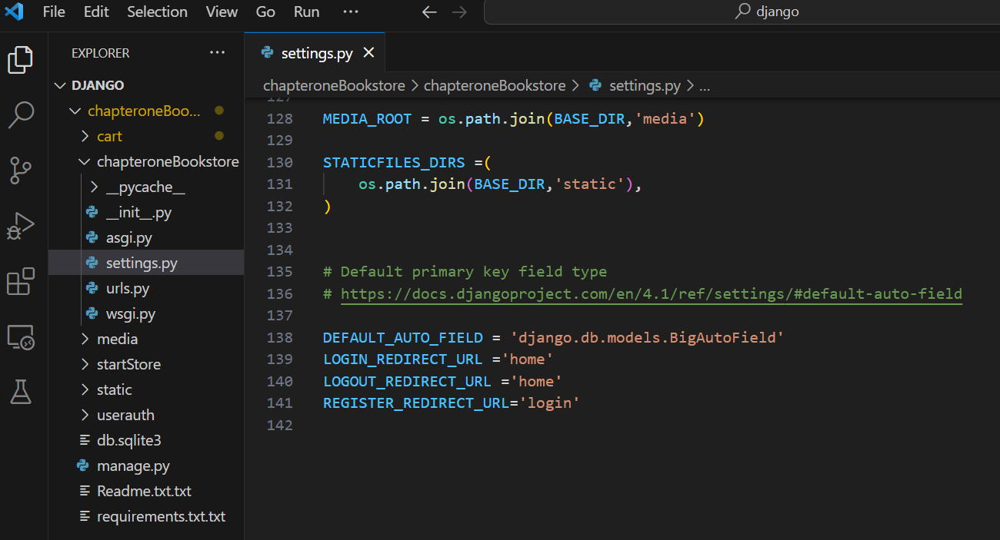 File Edit Selection View Go Run ··· ← → django
EXPLORER ···
settings.py ×
DJANGO
chapteroneBookstore > chapteroneBookstore > settings.py > ...
chapteroneBoo...
cart
chapteroneBookstore
__pycache__
__init__.py
asgi.py
settings.py
urls.py
wsgi.py
media
startStore
static
userauth
db.sqlite3
manage.py
Readme.txt.txt
requirements.txt.txt
127
128 MEDIA_ROOT = os.path.join(BASE_DIR,'media')
129
130 STATICFILES_DIRS =(
131     os.path.join(BASE_DIR,'static'),
132 )
133
134
135 # Default primary key field type
136 # https://docs.djangoproject.com/en/4.1/ref/settings/#default-auto-field
137
138 DEFAULT_AUTO_FIELD = 'django.db.models.BigAutoField'
139 LOGIN_REDIRECT_URL ='home'
140 LOGOUT_REDIRECT_URL ='home'
141 REGISTER_REDIRECT_URL='login'
142